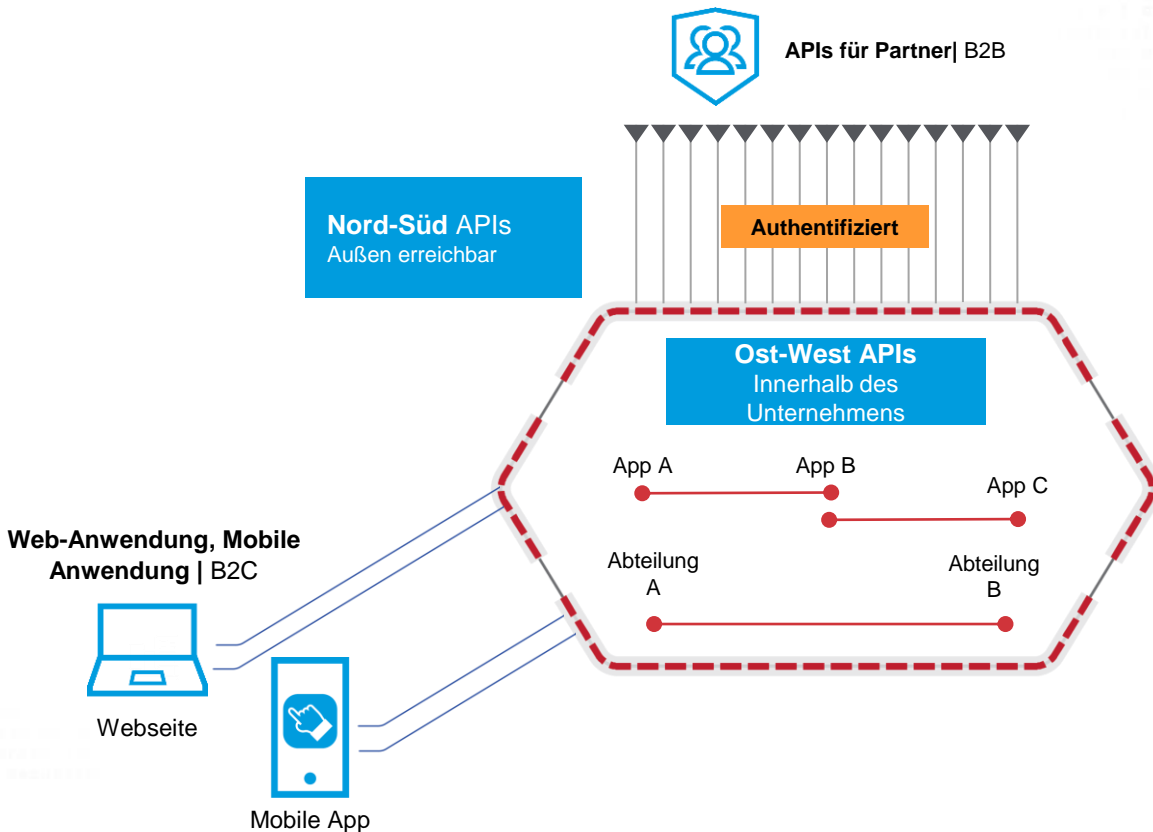 APIs für Partner| B2B
Nord-Süd APIs
Außen erreichbar
Authentifiziert
Ost-West APIs
Innerhalb des
Unternehmens
App A
App B
App C
Abteilung
A
Abteilung
B
Web-Anwendung, Mobile
Anwendung | B2C
Webseite
Mobile App